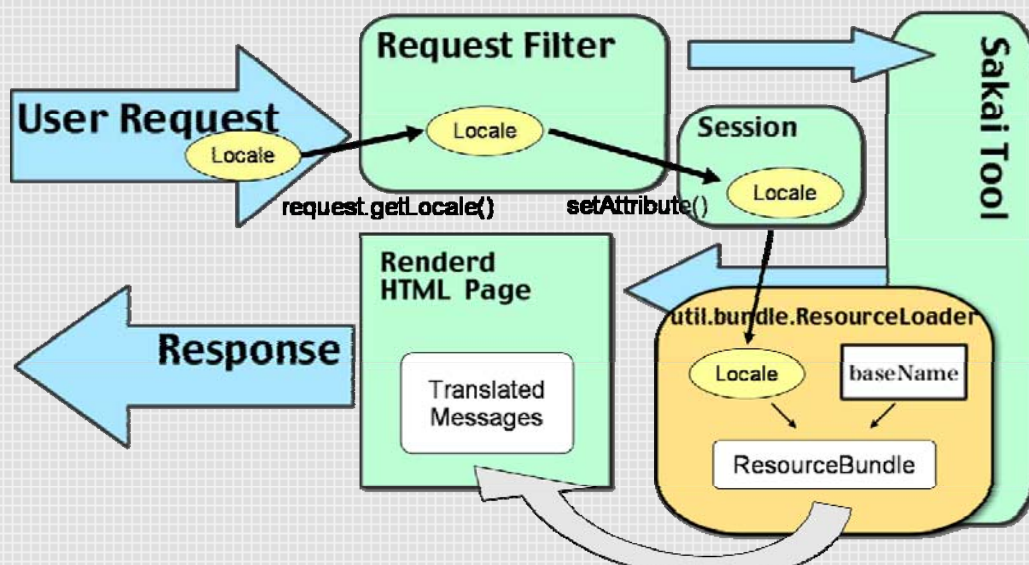 Request Filter
User Request
Locale
Locale
Session
Locale
Sakai Tool
request.getLocale()
setAttribute()
Renderd
HTML Page
Response
Translated
Messages
util.bundle.ResourceLoader
Locale
baseName
ResourceBundle